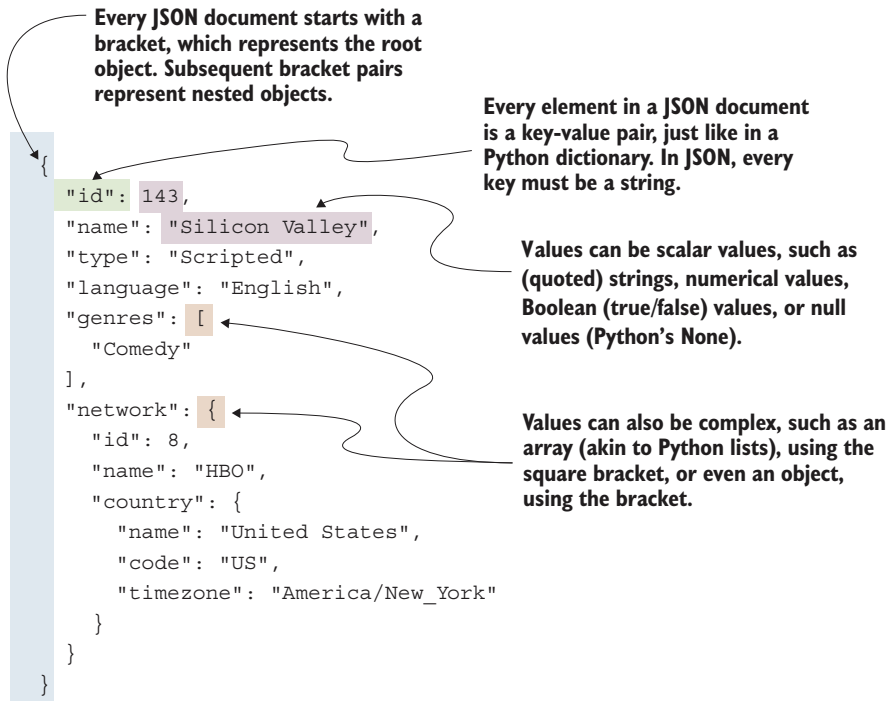 Every JSON document starts with a
bracket, which represents the root
object. Subsequent bracket pairs
represent nested objects.
Every element in a JSON document
is a key-value pair, just like in a
Python dictionary. In JSON, every
key must be a string.
{
"id": 143,
"name": "Silicon Valley",
"type": "Scripted",
"language": "English",
"genres": [
"Comedy"
],
"network": {
"id": 8,
"name": "HBO",
"country": {
"name": "United States",
"code": "US",
"timezone": "America/New_York"
}
}
}
Values can be scalar values, such as
(quoted) strings, numerical values,
Boolean (true/false) values, or null
values (Python's None).
Values can also be complex, such as an
array (akin to Python lists), using the
square bracket, or even an object,
using the bracket.